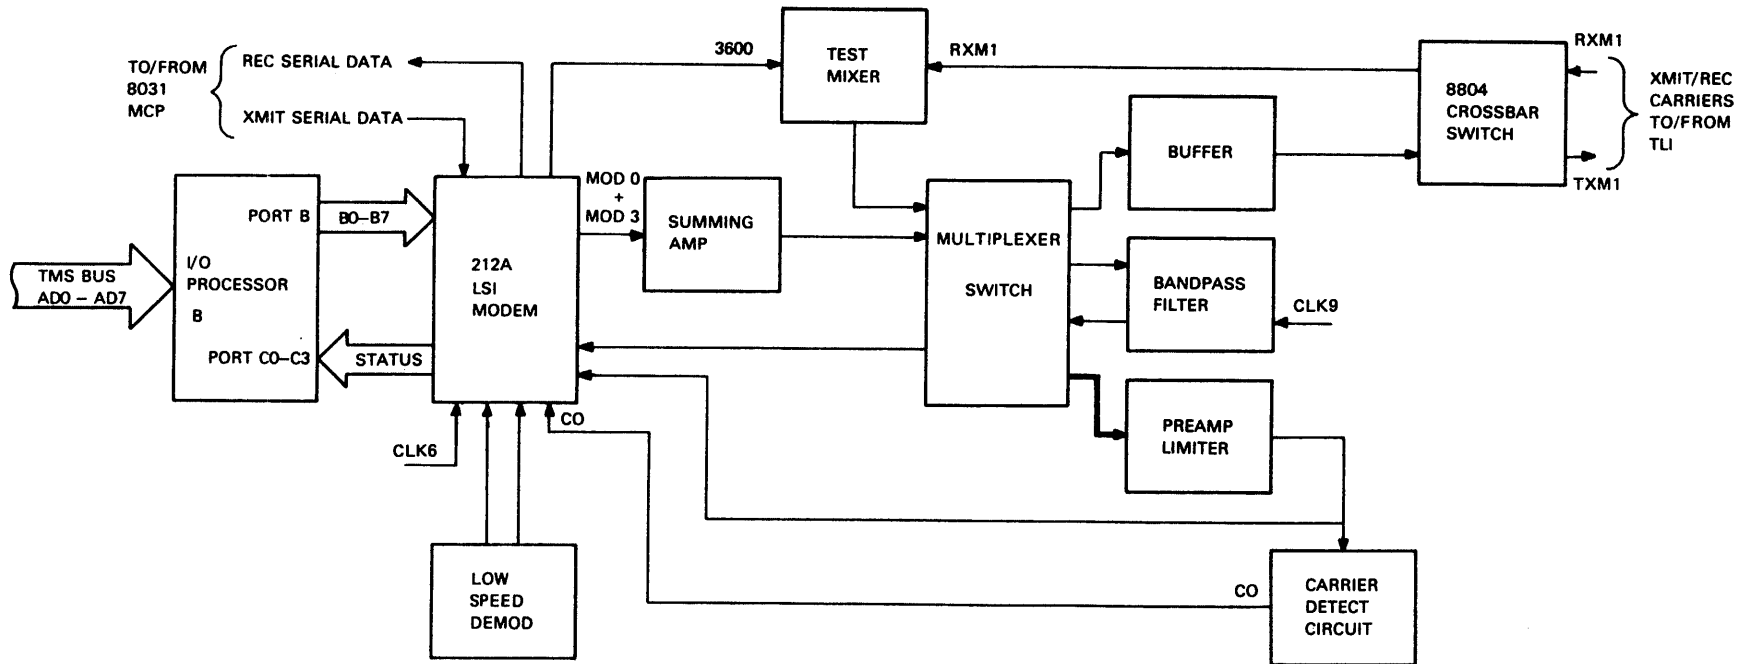 TO/FROM
8031
MCP
REC SERIAL DATA
XMIT SERIAL DATA
3600
TEST
MIXER
RXM1
8804
CROSSBAR
SWITCH
RXM1
TXM1
XMIT/REC
CARRIERS
TO/FROM
TLI
BUFFER
TMS BUS
AD0 – AD7
PORT B
I/O
PROCESSOR
B
PORT C0–C3
B0–B7
STATUS
212A
LSI
MODEM
MOD 0
+
MOD 3
SUMMING
AMP
MULTIPLEXER
SWITCH
BANDPASS
FILTER
CLK9
PREAMP
LIMITER
CLK6
CO
LOW
SPEED
DEMOD
CO
CARRIER
DETECT
CIRCUIT